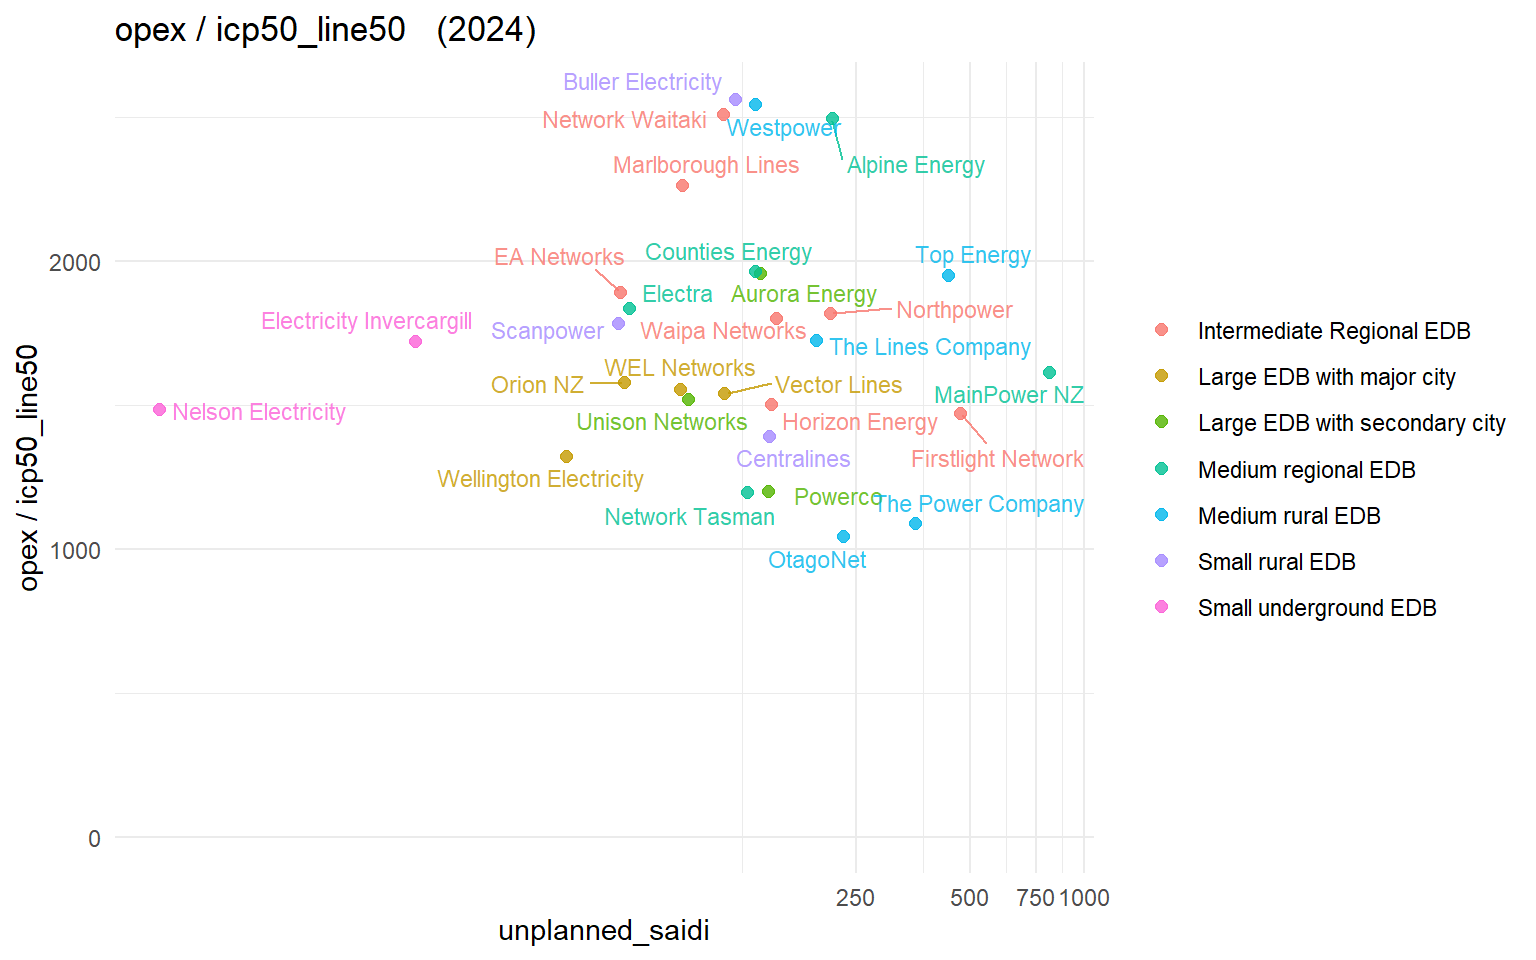 opex / icp50_line50 (2024)
Buller Electricity
Network Waitaki
Westpower
Marlborough Lines
Alpine Energy
EA Networks
Counties Energy
Top Energy
2000
Electra
Aurora Energy
Northpower
Electricity Invercargill
Scanpower
Waipa Networks
The Lines Company
WEL Networks
Orion NZ
Vector Lines
MainPower NZ
Nelson Electricity
Unison Networks
Horizon Energy
Centralines
Firstlight Network
Wellington Electricity
Powerco
The Power Company
Network Tasman
OtagoNet
1000
0
opex / icp50_line50
250
500
750
1000
unplanned_saidi
Intermediate Regional EDB
Large EDB with major city
Large EDB with secondary city
Medium regional EDB
Medium rural EDB
Small rural EDB
Small underground EDB